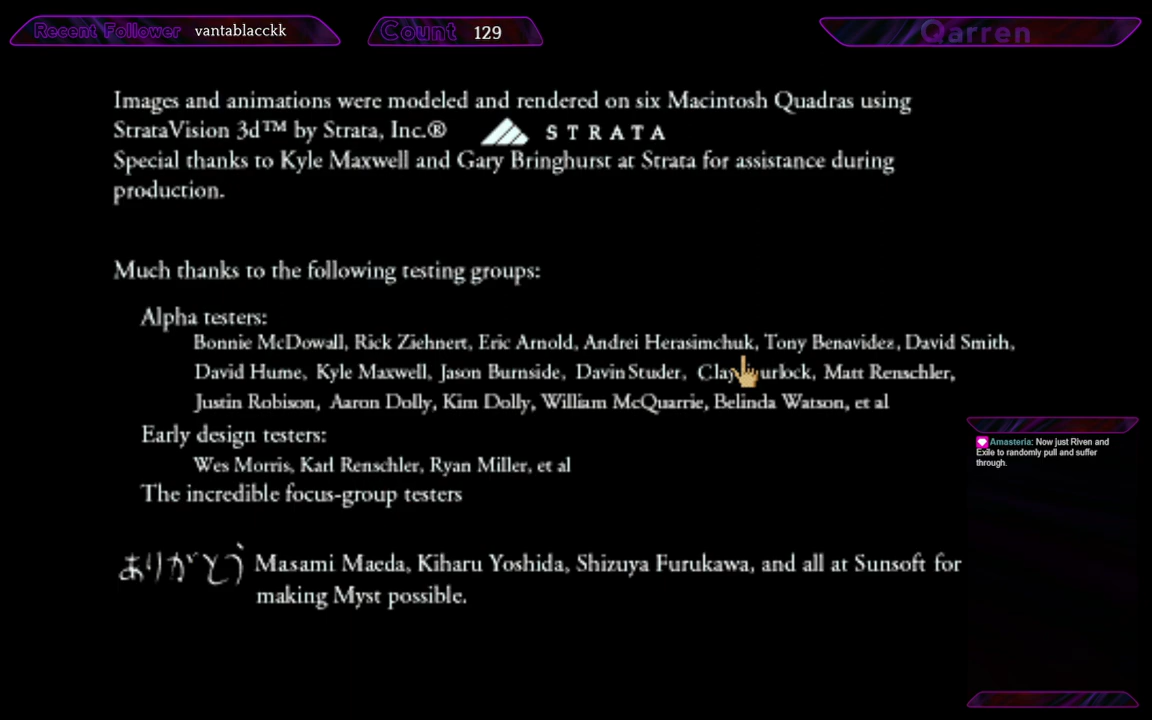 Recent Follower vantablacckk
Count 129
Qarren
Images and animations were modeled and rendered on six Macintosh Quadras using
StrataVision 3d™ by Strata, Inc.® STRATA
Special thanks to Kyle Maxwell and Gary Bringhurst at Strata for assistance during
production.
Much thanks to the following testing groups:
Alpha testers:
Bonnie McDowall, Rick Ziehnert, Eric Arnold, Andrei Herasimchuk, Tony Benavidez, David Smith,
David Hume, Kyle Maxwell, Jason Burnside, Davin Studer, Matt Renschler,
Justin Robison, Aaron Dolly, Kim Dolly, William McQuarrie, Belinda Watson, et al
Early design testers:
Wes Morris, Karl Renschler, Ryan Miller, et al
The incredible focus-group testers
ありがとう Masami Maeda, Kiharu Yoshida, Shizuya Furukawa, and all at Sunsoft for
making Myst possible.
Amasteria: Now just Riven and
Exile to randomly pull and suffer
through.